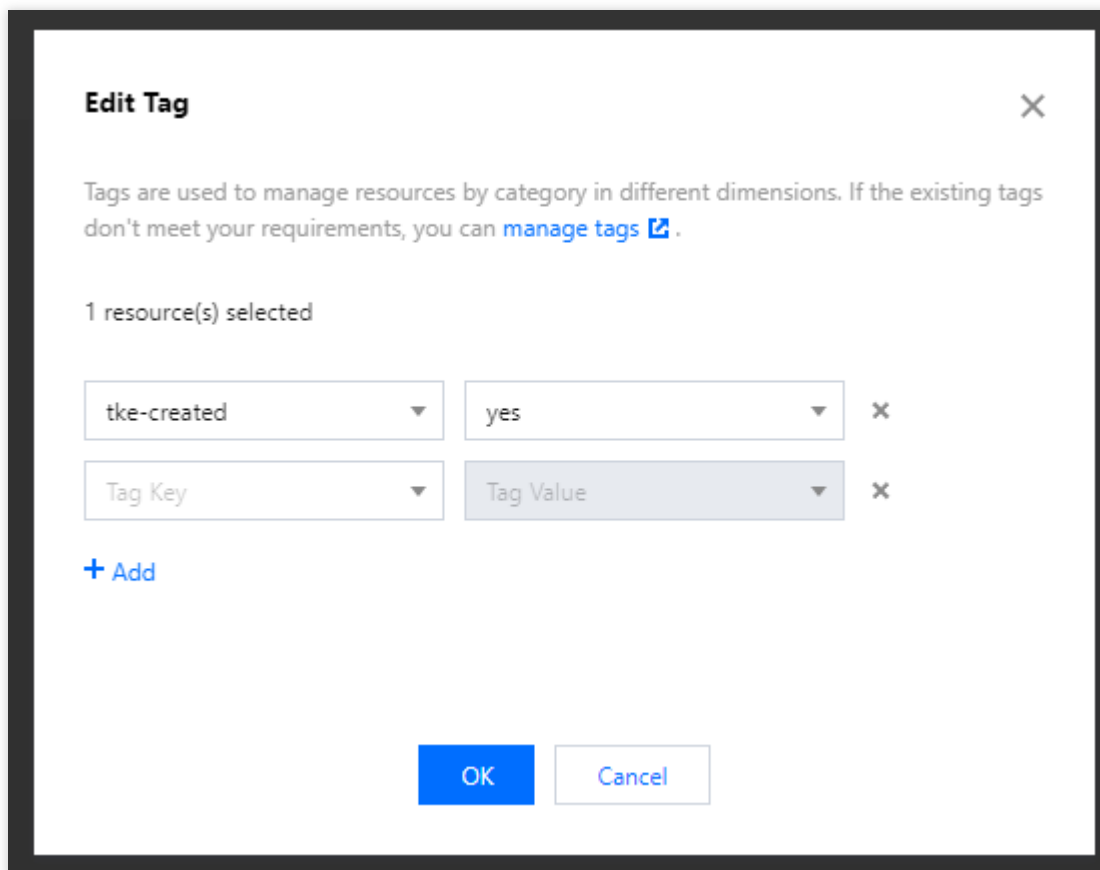 Edit Tag
Tags are used to manage resources by category in different dimensions. If the existing tags
don't meet your requirements, you can manage tags .
1 resource(s) selected
tke-created yes
Tag Key Tag Value
+ Add
OK Cancel